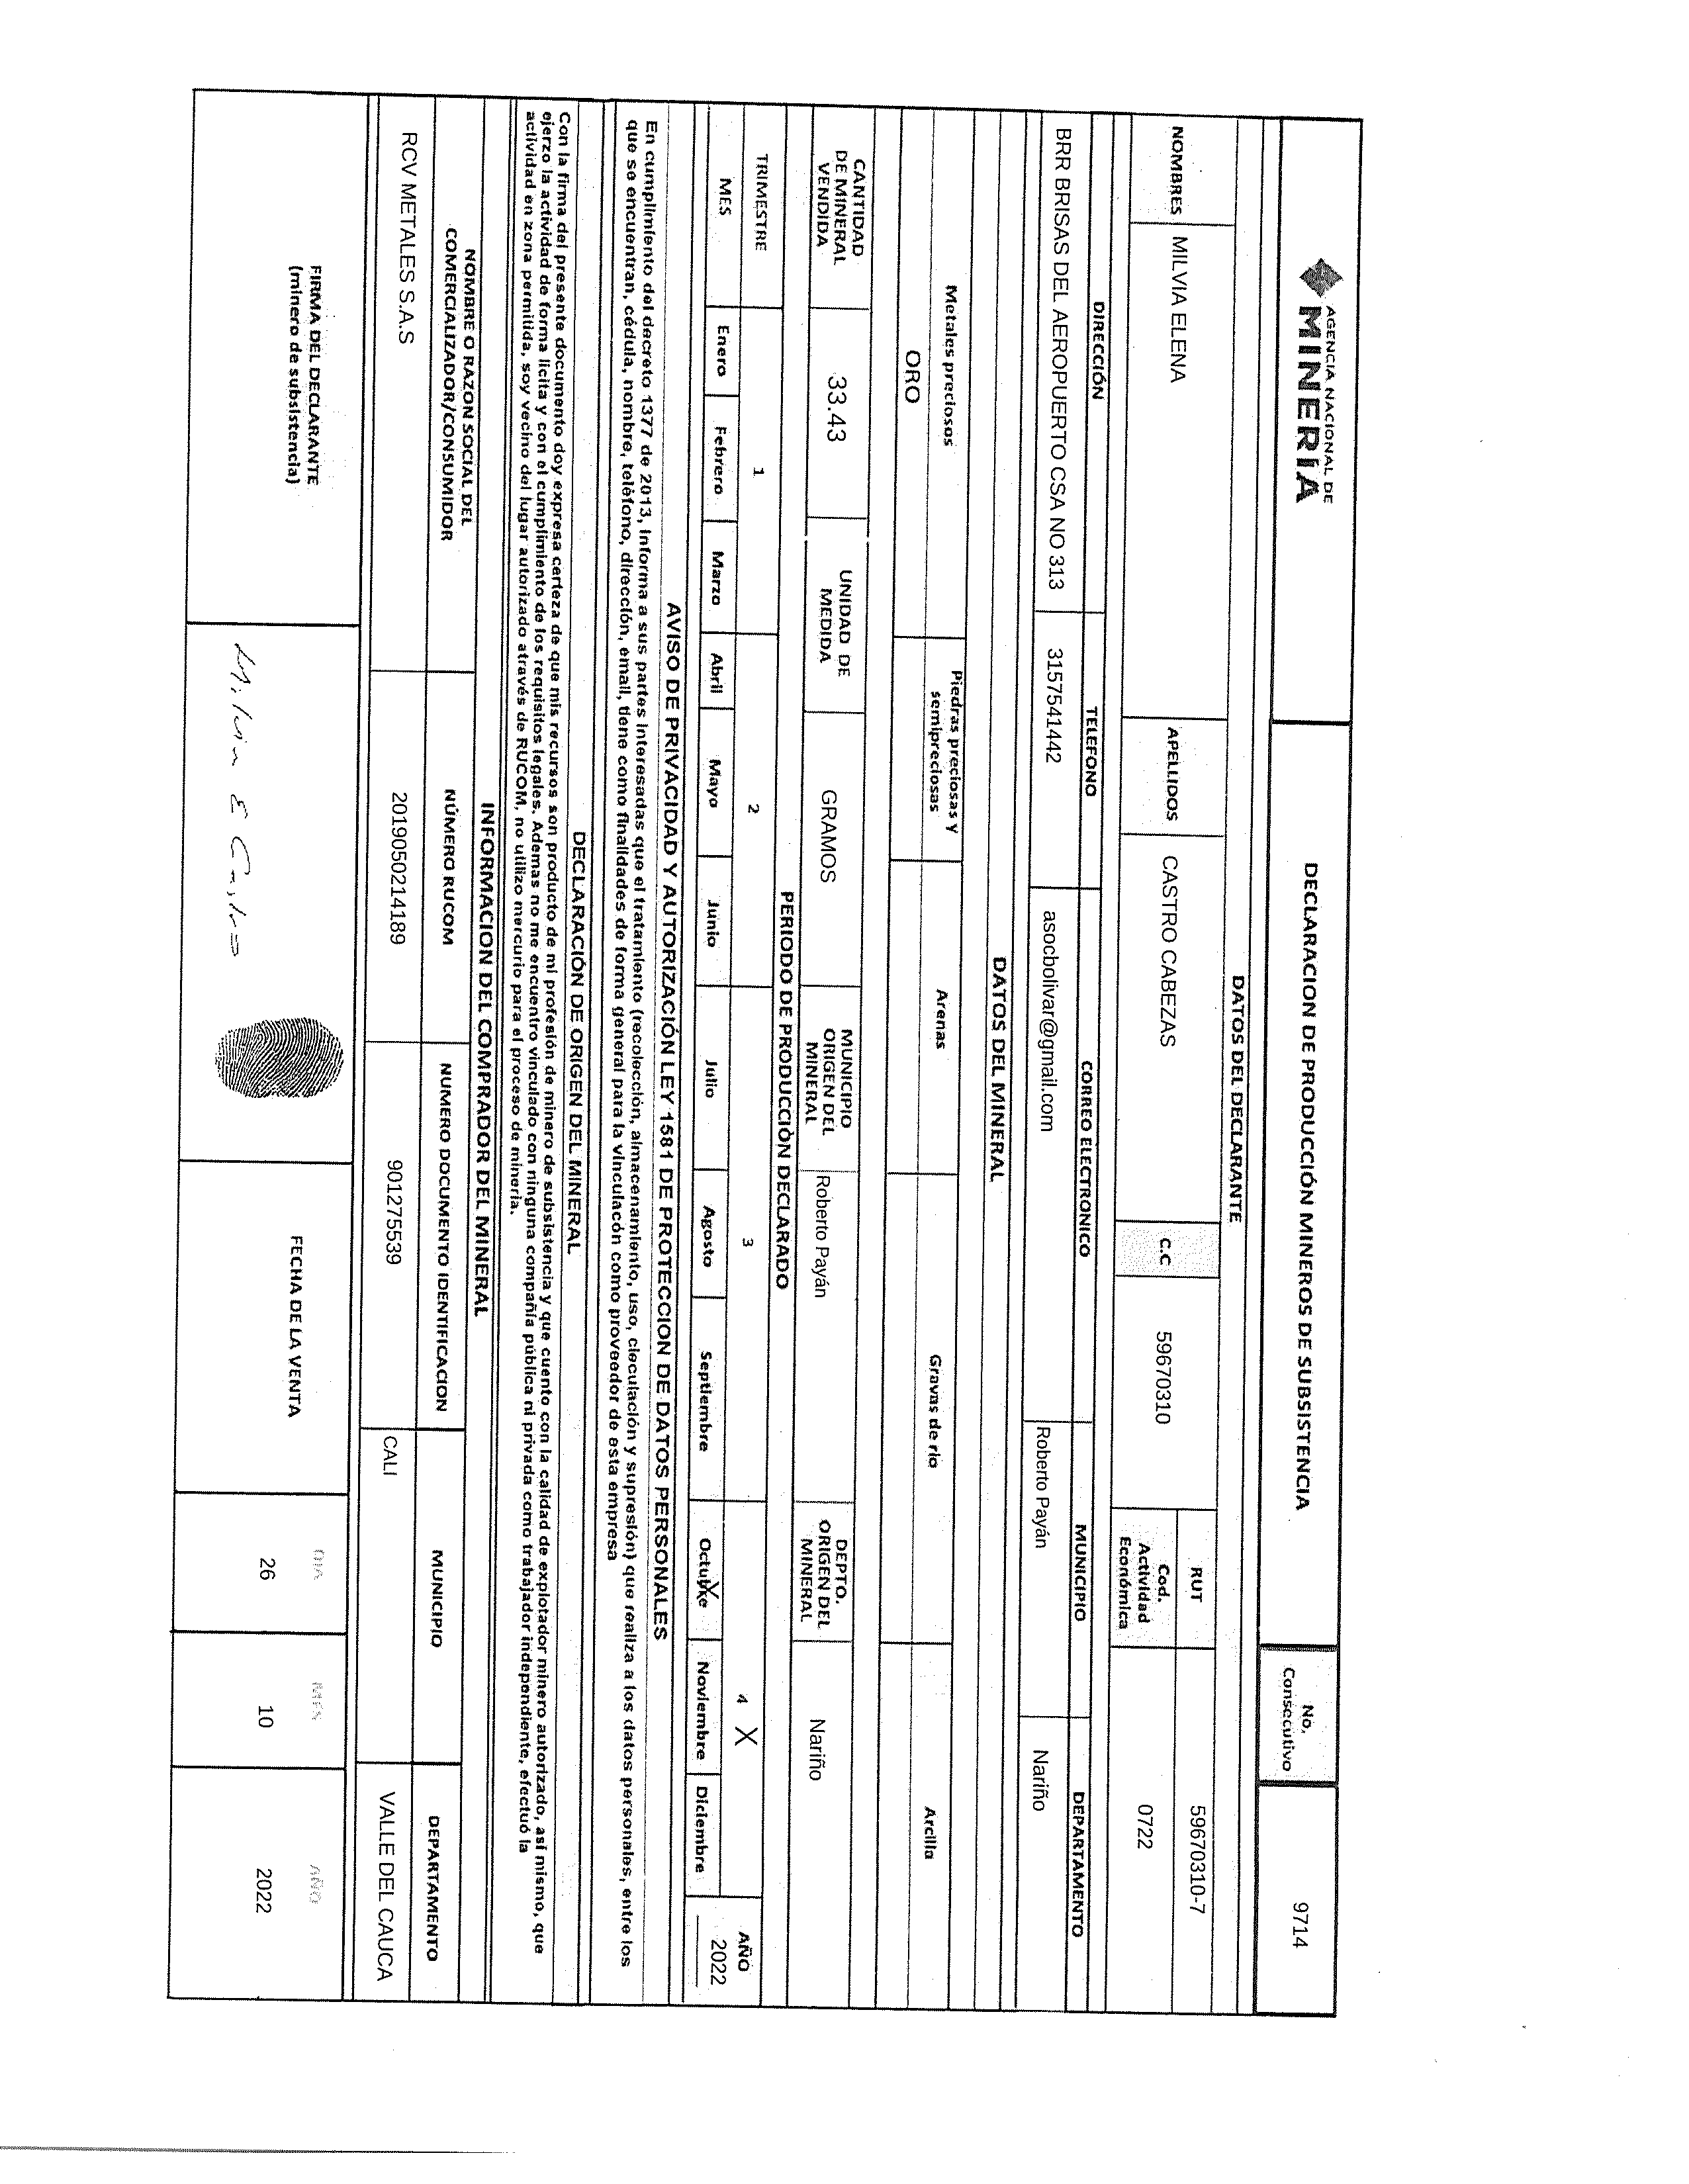 AGENCIA NACIONAL DE
MINERÍA
DECLARACION DE PRODUCCIÓN MINEROS DE SUBSISTENCIA
No.
Consecutivo
9714
DATOS DEL DECLARANTE
NOMBRES
MILVIA ELENA
APELLIDOS
CASTRO CABEZAS
C.C
59670310
RUT
59670310-7
Cod.
Actividad
Económica
0722
DIRECCIÓN
TELEFONO
CORREO ELECTRONICO
MUNICIPIO
DEPARTAMENTO
BRR BRISAS DEL AEROPUERTO CSA NO 313
3157541442
asocbolivar@gmail.com
Roberto Payán
Nariño
DATOS DEL MINERAL
Metales preciosos
Piedras preciosas y
semipreciosas
Arenas
Gravas de río
Arcilla
ORO
CANTIDAD
DE MINERAL
VENDIDA
33.43
UNIDAD DE
MEDIDA
GRAMOS
MUNICIPIO
ORIGEN DEL
MINERAL
Roberto Payán
DEPTO.
ORIGEN DEL
MINERAL
Nariño
PERIODO DE PRODUCCIÓN DECLARADO
TRIMESTRE
1
2
3
4 X
AÑO
2022
MES
Enero
Febrero
Marzo
Abril
Mayo
Junio
Julio
Agosto
Septiembre
Octubre X
Noviembre
Diciembre
AVISO DE PRIVACIDAD Y AUTORIZACIÓN LEY 1581 DE PROTECCION DE DATOS PERSONALES
En cumplimiento del decreto 1377 de 2013, informa a sus partes interesadas que el tratamiento (recolección, almacenamiento, uso, circulación y supresión) que realiza a los datos personales, entre los
que se encuentran, cédula, nombre, teléfono, dirección, email, tiene como finalidades de forma general para la vinculacón como proveedor de esta empresa
DECLARACIÓN DE ORIGEN DEL MINERAL
Con la firma del presente documento doy expresa certeza de que mis recursos son producto de mi profesión de minero de subsistencia y que cuento con la calidad de explotador minero autorizado, así mismo, que
ejerzo la actividad de forma licita y con el cumplimiento de los requisitos legales. Ademas no me encuentro vinculado con ninguna compañía pública ni privada como trabajador independiente, efectuó la
actividad en zona permitida, soy vecino del lugar autorizado através de RUCOM, no utilizo mercurio para el proceso de mineria.
INFORMACION DEL COMPRADOR DEL MINERAL
NOMBRE O RAZON SOCIAL DEL
COMERCIALIZADOR/CONSUMIDOR
NÚMERO RUCOM
NUMERO DOCUMENTO IDENTIFICACION
MUNICIPIO
DEPARTAMENTO
RCV METALES S.A.S
2019050214189
901275539
CALI
VALLE DEL CAUCA
FIRMA DEL DECLARANTE
(minero de subsistencia)
Milvia E Castro
FECHA DE LA VENTA
DIA
MES
AÑO
26
10
2022